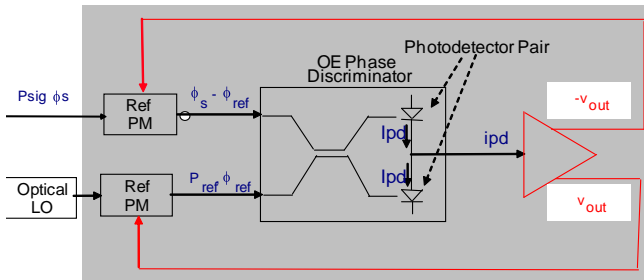 OE Phase
Discriminator
Photodetector Pair
Psig ϕs
Ref
PM
ϕs - ϕref
Ipd
Ipd
ipd
-vout
Optical
LO
Ref
PM
Pref, ϕref
vout